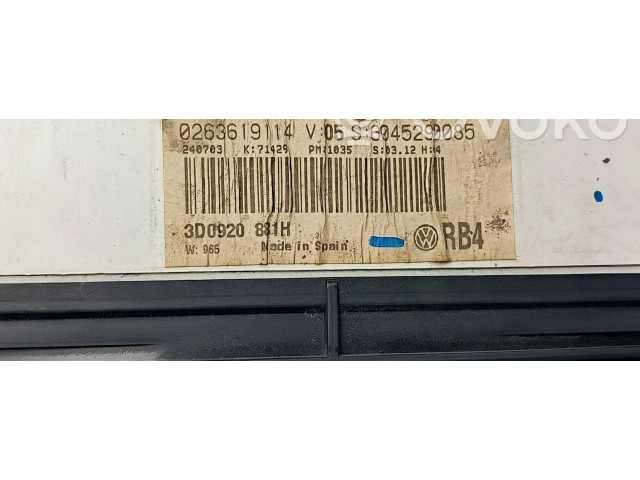 0263619114 V:05 S:6045290085
240703 K:71429 PM:1035 S:03.12 H:4
3D0920 881H
W: 965 Made in Spain
RB4